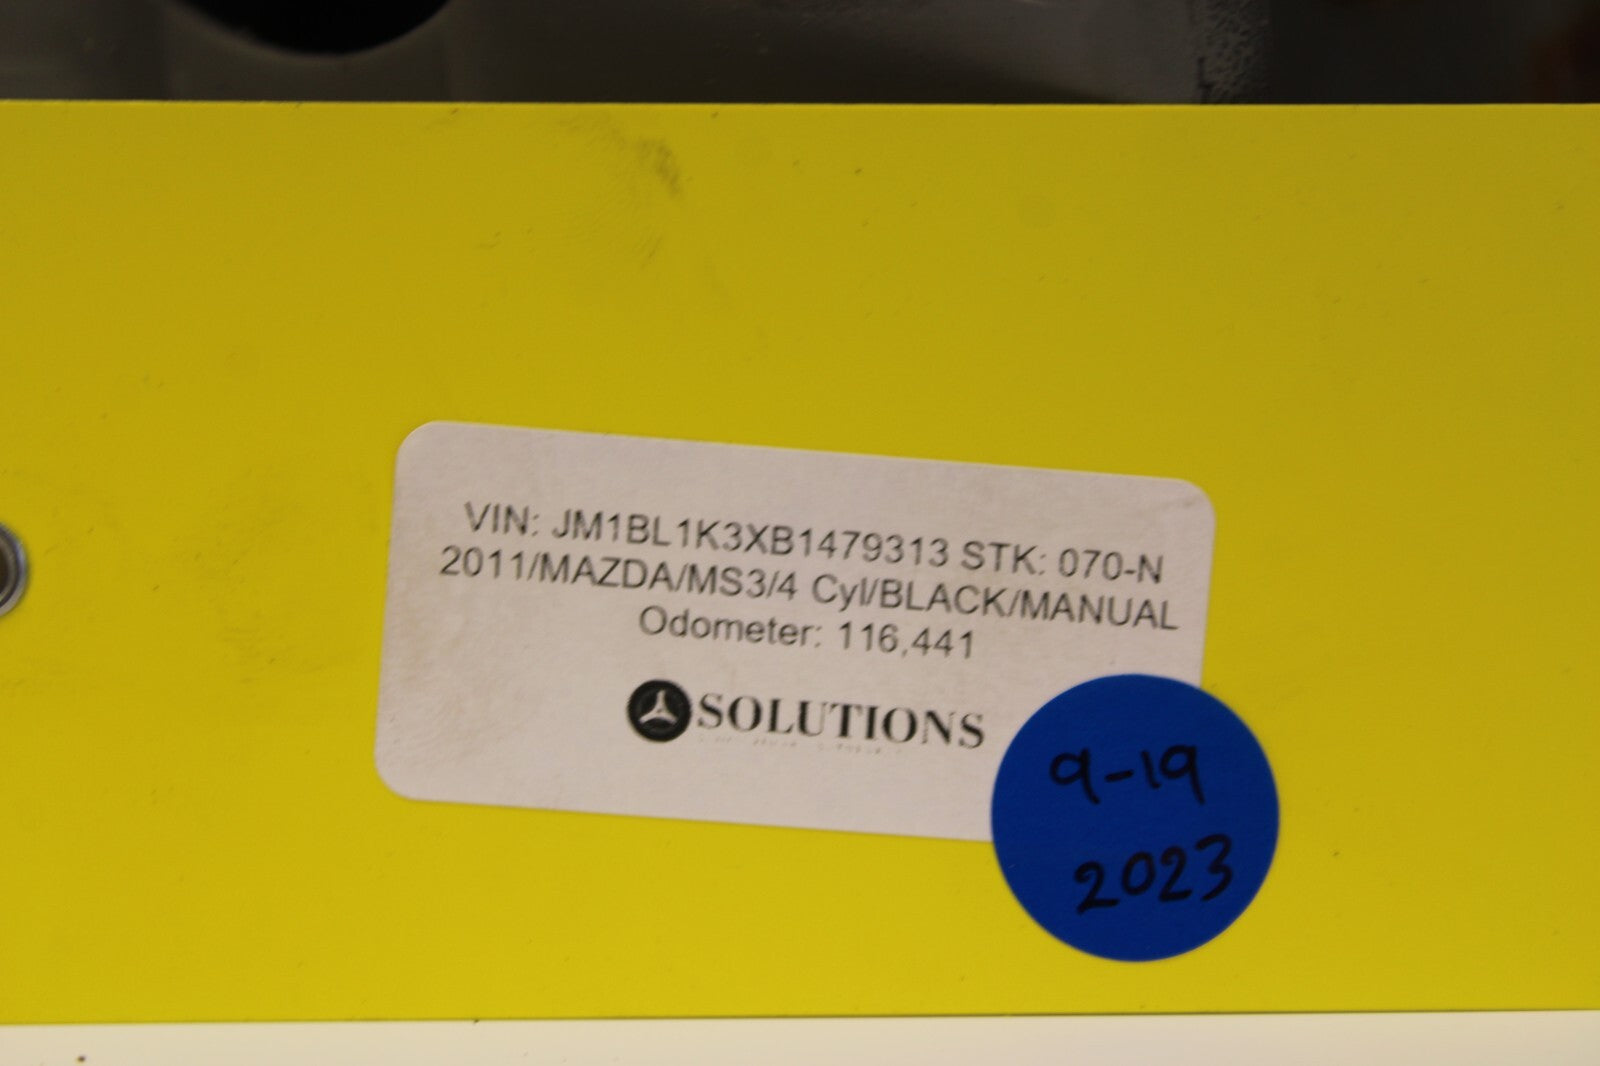 VIN: JM1BL1K3XB1479313 STK: 070-N
2011/MAZDA/MS3/4 Cyl/BLACK/MANUAL
Odometer: 116,441
SOLUTIONS
9-19
2023